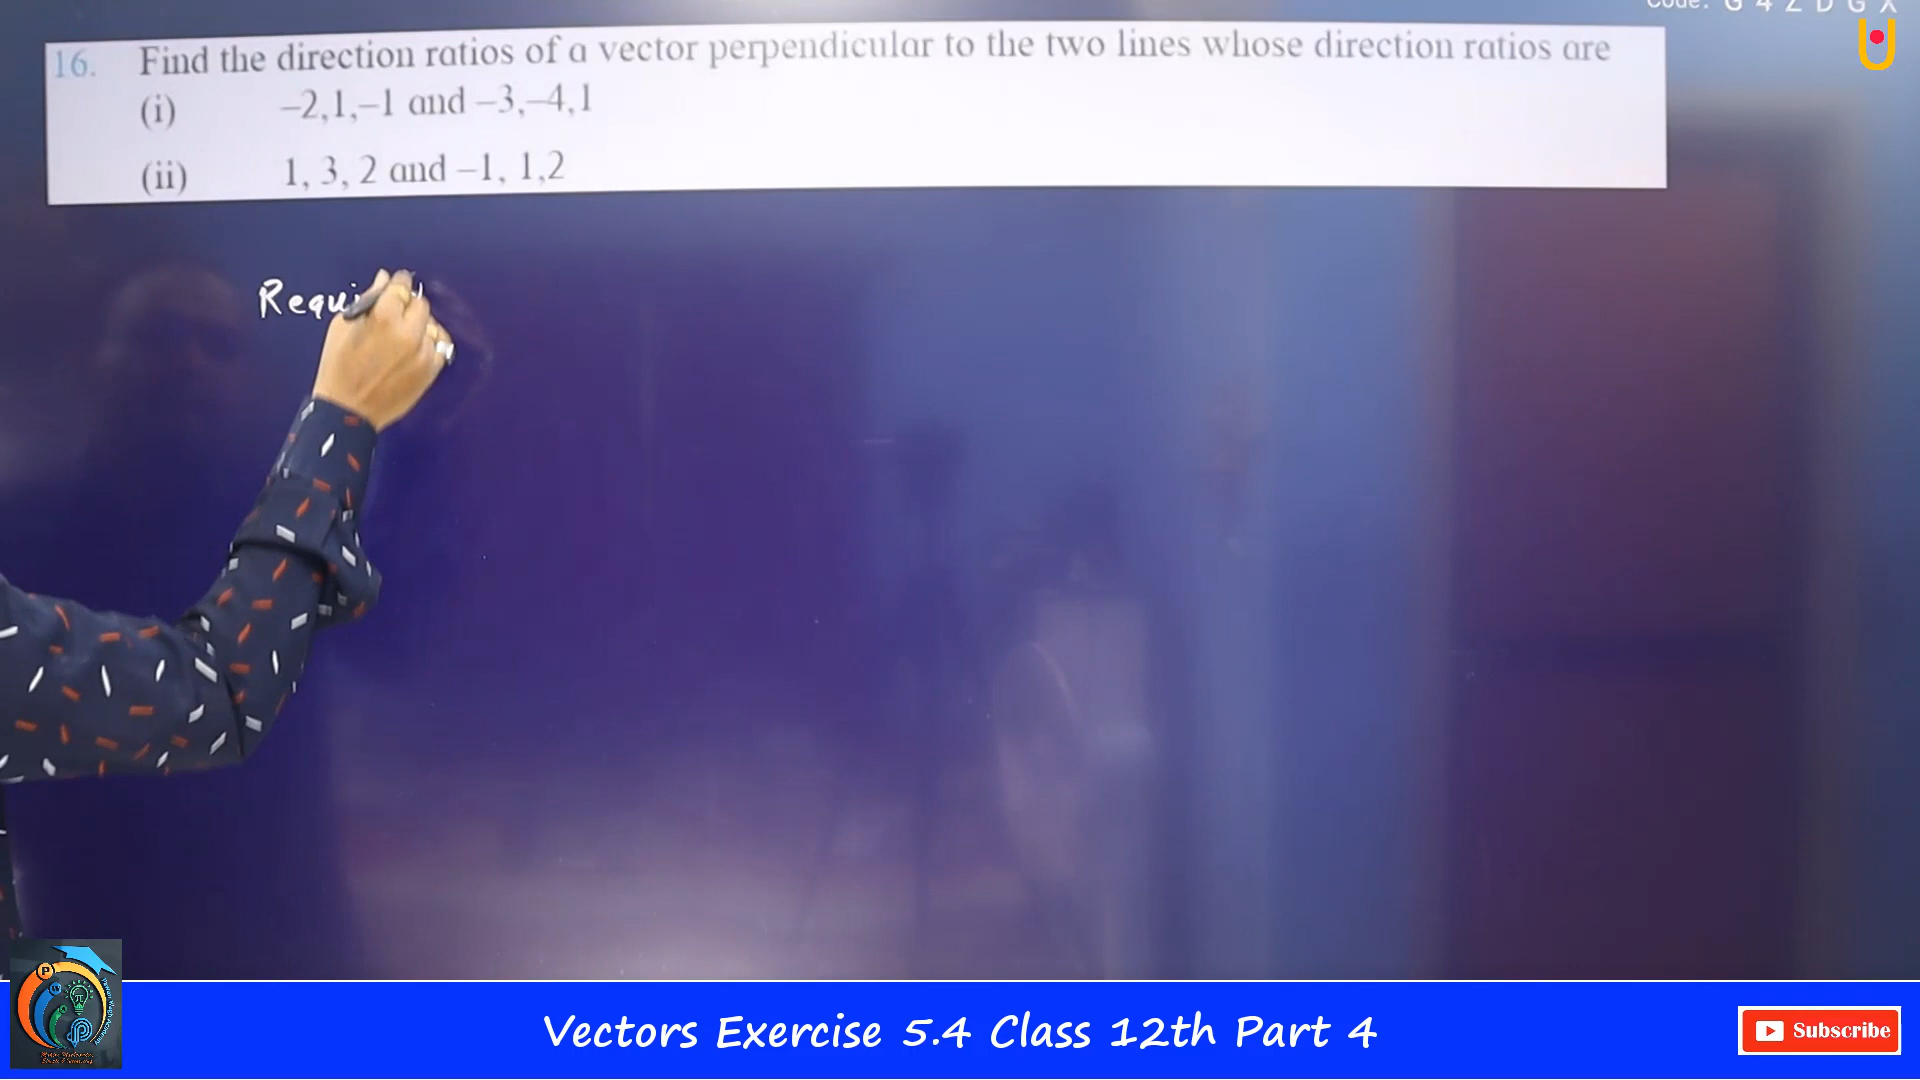 16. Find the direction ratios of a vector perpendicular to the two lines whose direction ratios are
(i) –2,1,–1 and –3,–4,1
(ii) 1, 3, 2 and –1, 1,2
Requi
Vectors Exercise 5.4 Class 12th Part 4
Subscribe